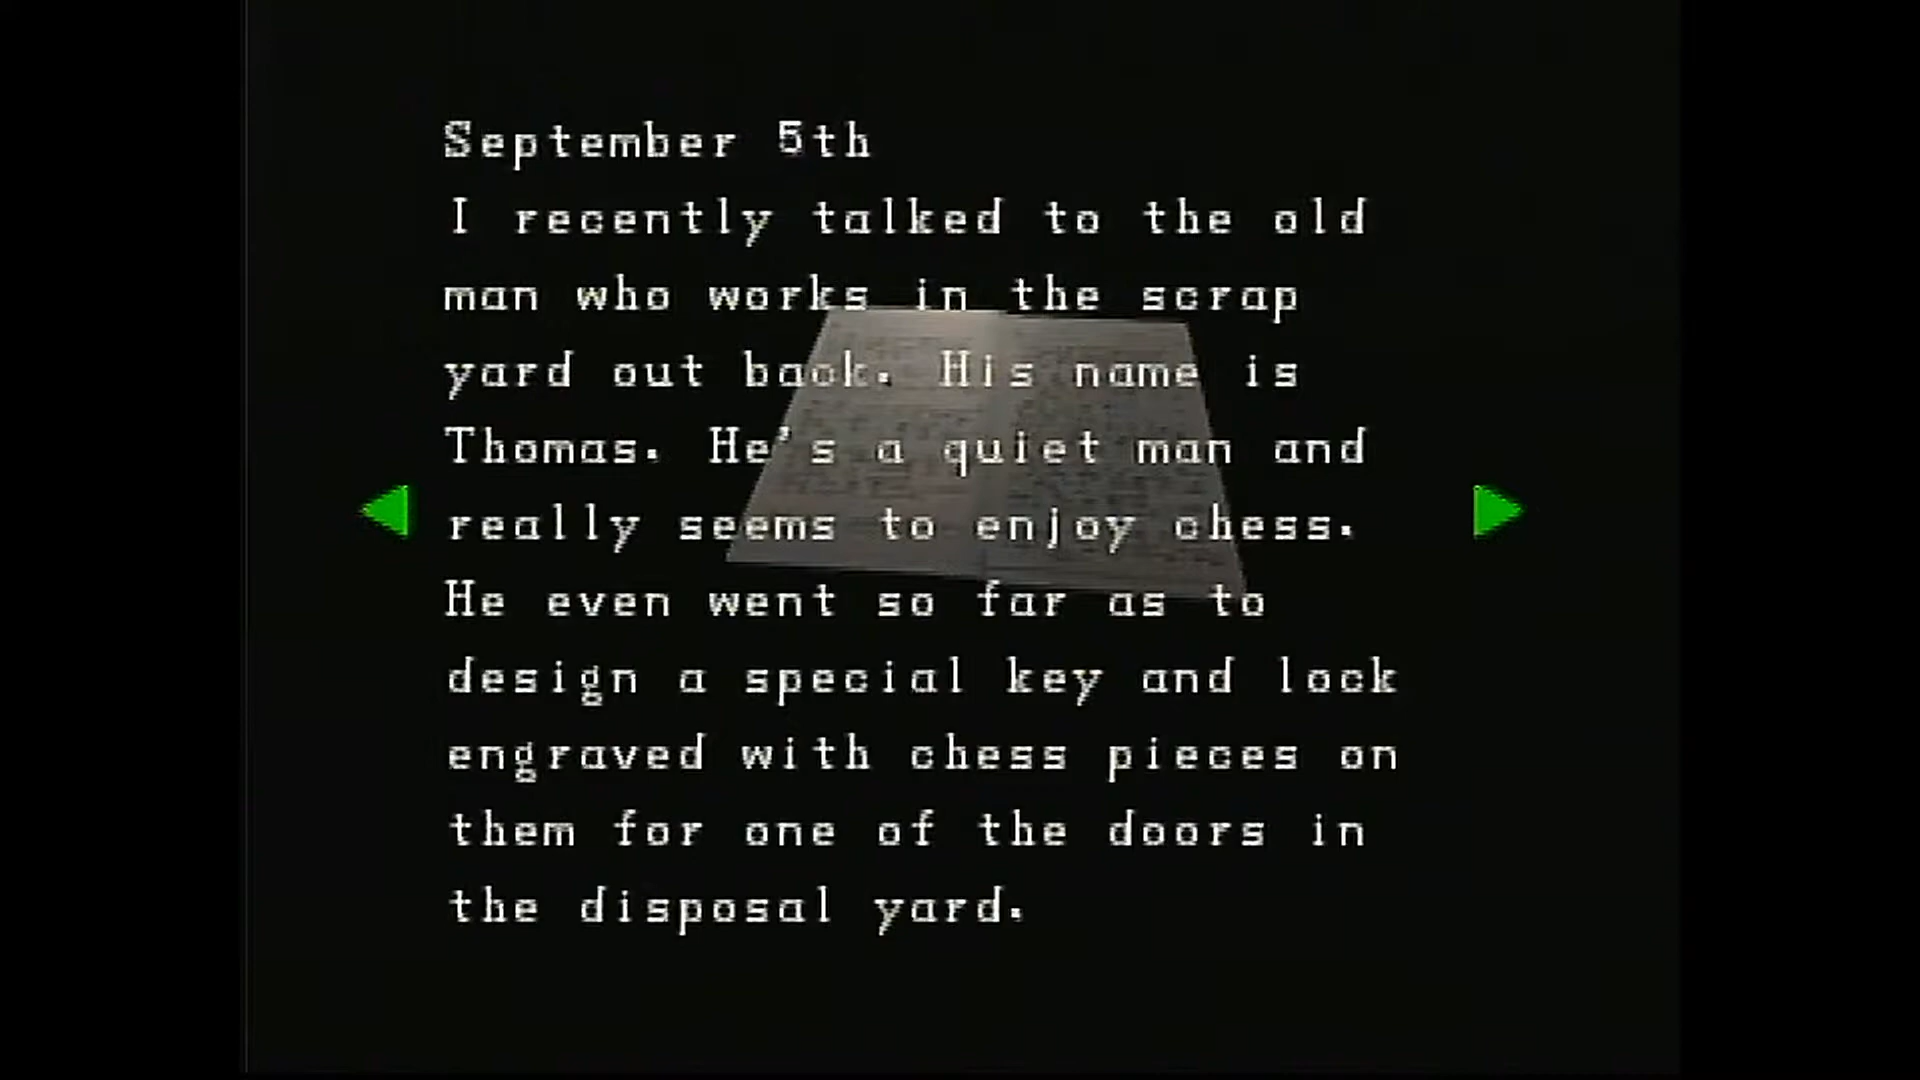 September 5th
I recently talked to the old
man who works in the scrap
yard out back. His name is
Thomas. He's a quiet man and
really seems to enjoy chess.
He even went so far as to
design a special key and lock
engraved with chess pieces on
them for one of the doors in
the disposal yard.